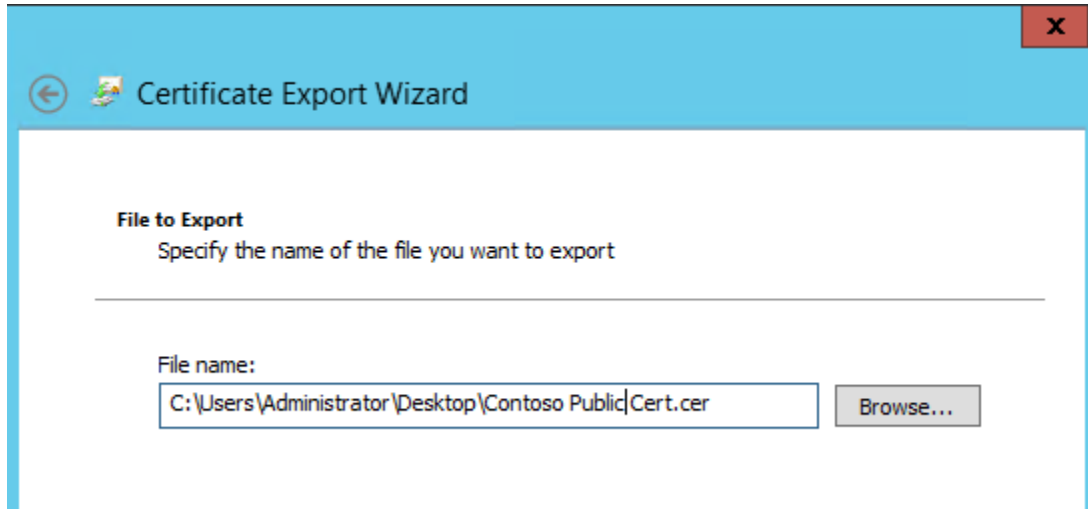 x
Certificate Export Wizard
File to Export
Specify the name of the file you want to export
File name:
C:\Users\Administrator\Desktop\Contoso Public Cert.cer
Browse...